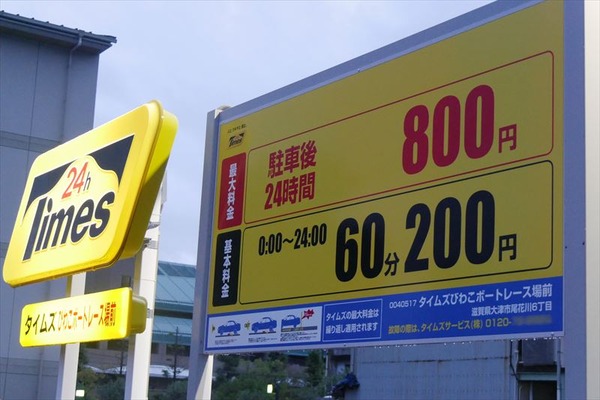 24h
Times
タイムズびわこボートレース場前
Times
最大料金
駐車後
24時間
800円
基本料金
0:00～24:00
60分 200円
タイムズの最大料金は
繰り返し適用されます
0040517 タイムズびわこボートレース場前
滋賀県大津市尾花川6丁目
故障の際は、タイムズサービス(株) 0120-